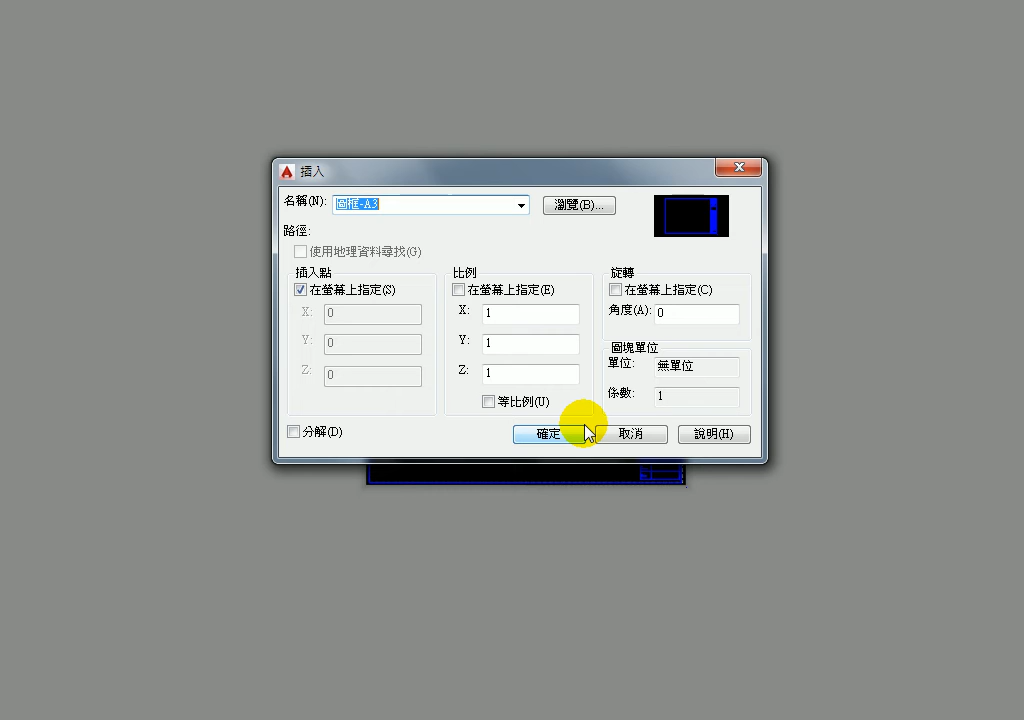 插入
名稱(N): 圖框-A3 瀏覽(B)...
路徑:
使用地理資料尋找(G)
插入點 比例 旋轉
在螢幕上指定(S) 在螢幕上指定(E) 在螢幕上指定(C)
X: 0 X: 1 角度(A): 0
Y: 0 Y: 1 圖塊單位
單位: 無單位
Z: 0 Z: 1
係數: 1
等比例(U)
分解(D) 確定 取消 說明(H)